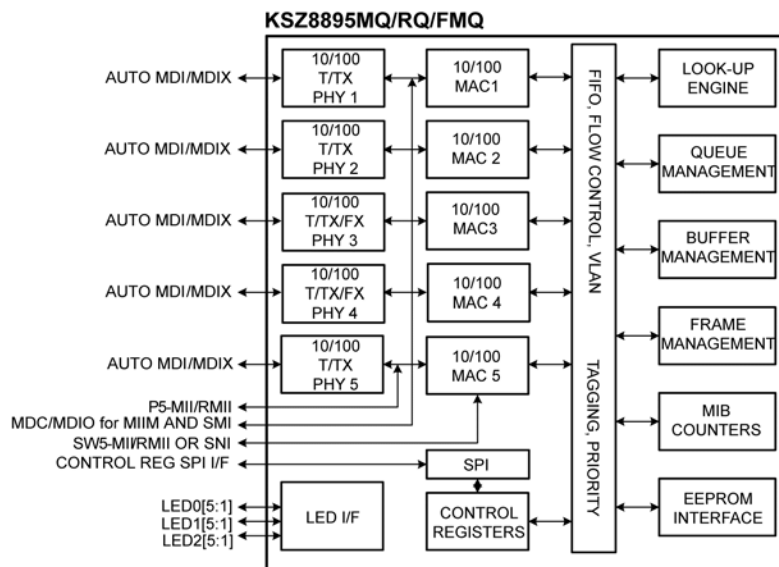 KSZ8895MQ/RQ/FMQ
AUTO MDI/MDIX
10/100
T/TX
PHY 1
10/100
MAC1
AUTO MDI/MDIX
10/100
T/TX
PHY 2
10/100
MAC 2
AUTO MDI/MDIX
10/100
T/TX/FX
PHY 3
10/100
MAC3
AUTO MDI/MDIX
10/100
T/TX/FX
PHY 4
10/100
MAC 4
AUTO MDI/MDIX
10/100
T/TX
PHY 5
10/100
MAC 5
P5-MII/RMII
MDC/MDIO for MIIM AND SMI
SW5-MII/RMII OR SNI
CONTROL REG SPI I/F
SPI
LED0[5:1]
LED1[5:1]
LED2[5:1]
LED I/F
CONTROL
REGISTERS
FIFO, FLOW CONTROL, VLAN TAGGING, PRIORITY
LOOK-UP
ENGINE
QUEUE
MANAGEMENT
BUFFER
MANAGEMENT
FRAME
MANAGEMENT
MIB
COUNTERS
EEPROM
INTERFACE